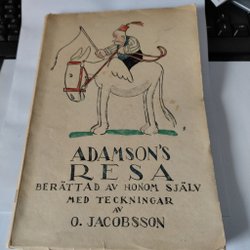 ADAMSON'S
RESA
BERÄTTAD AV HONOM SJÄLV
MED TECKNINGAR
AV
O. JACOBSSON